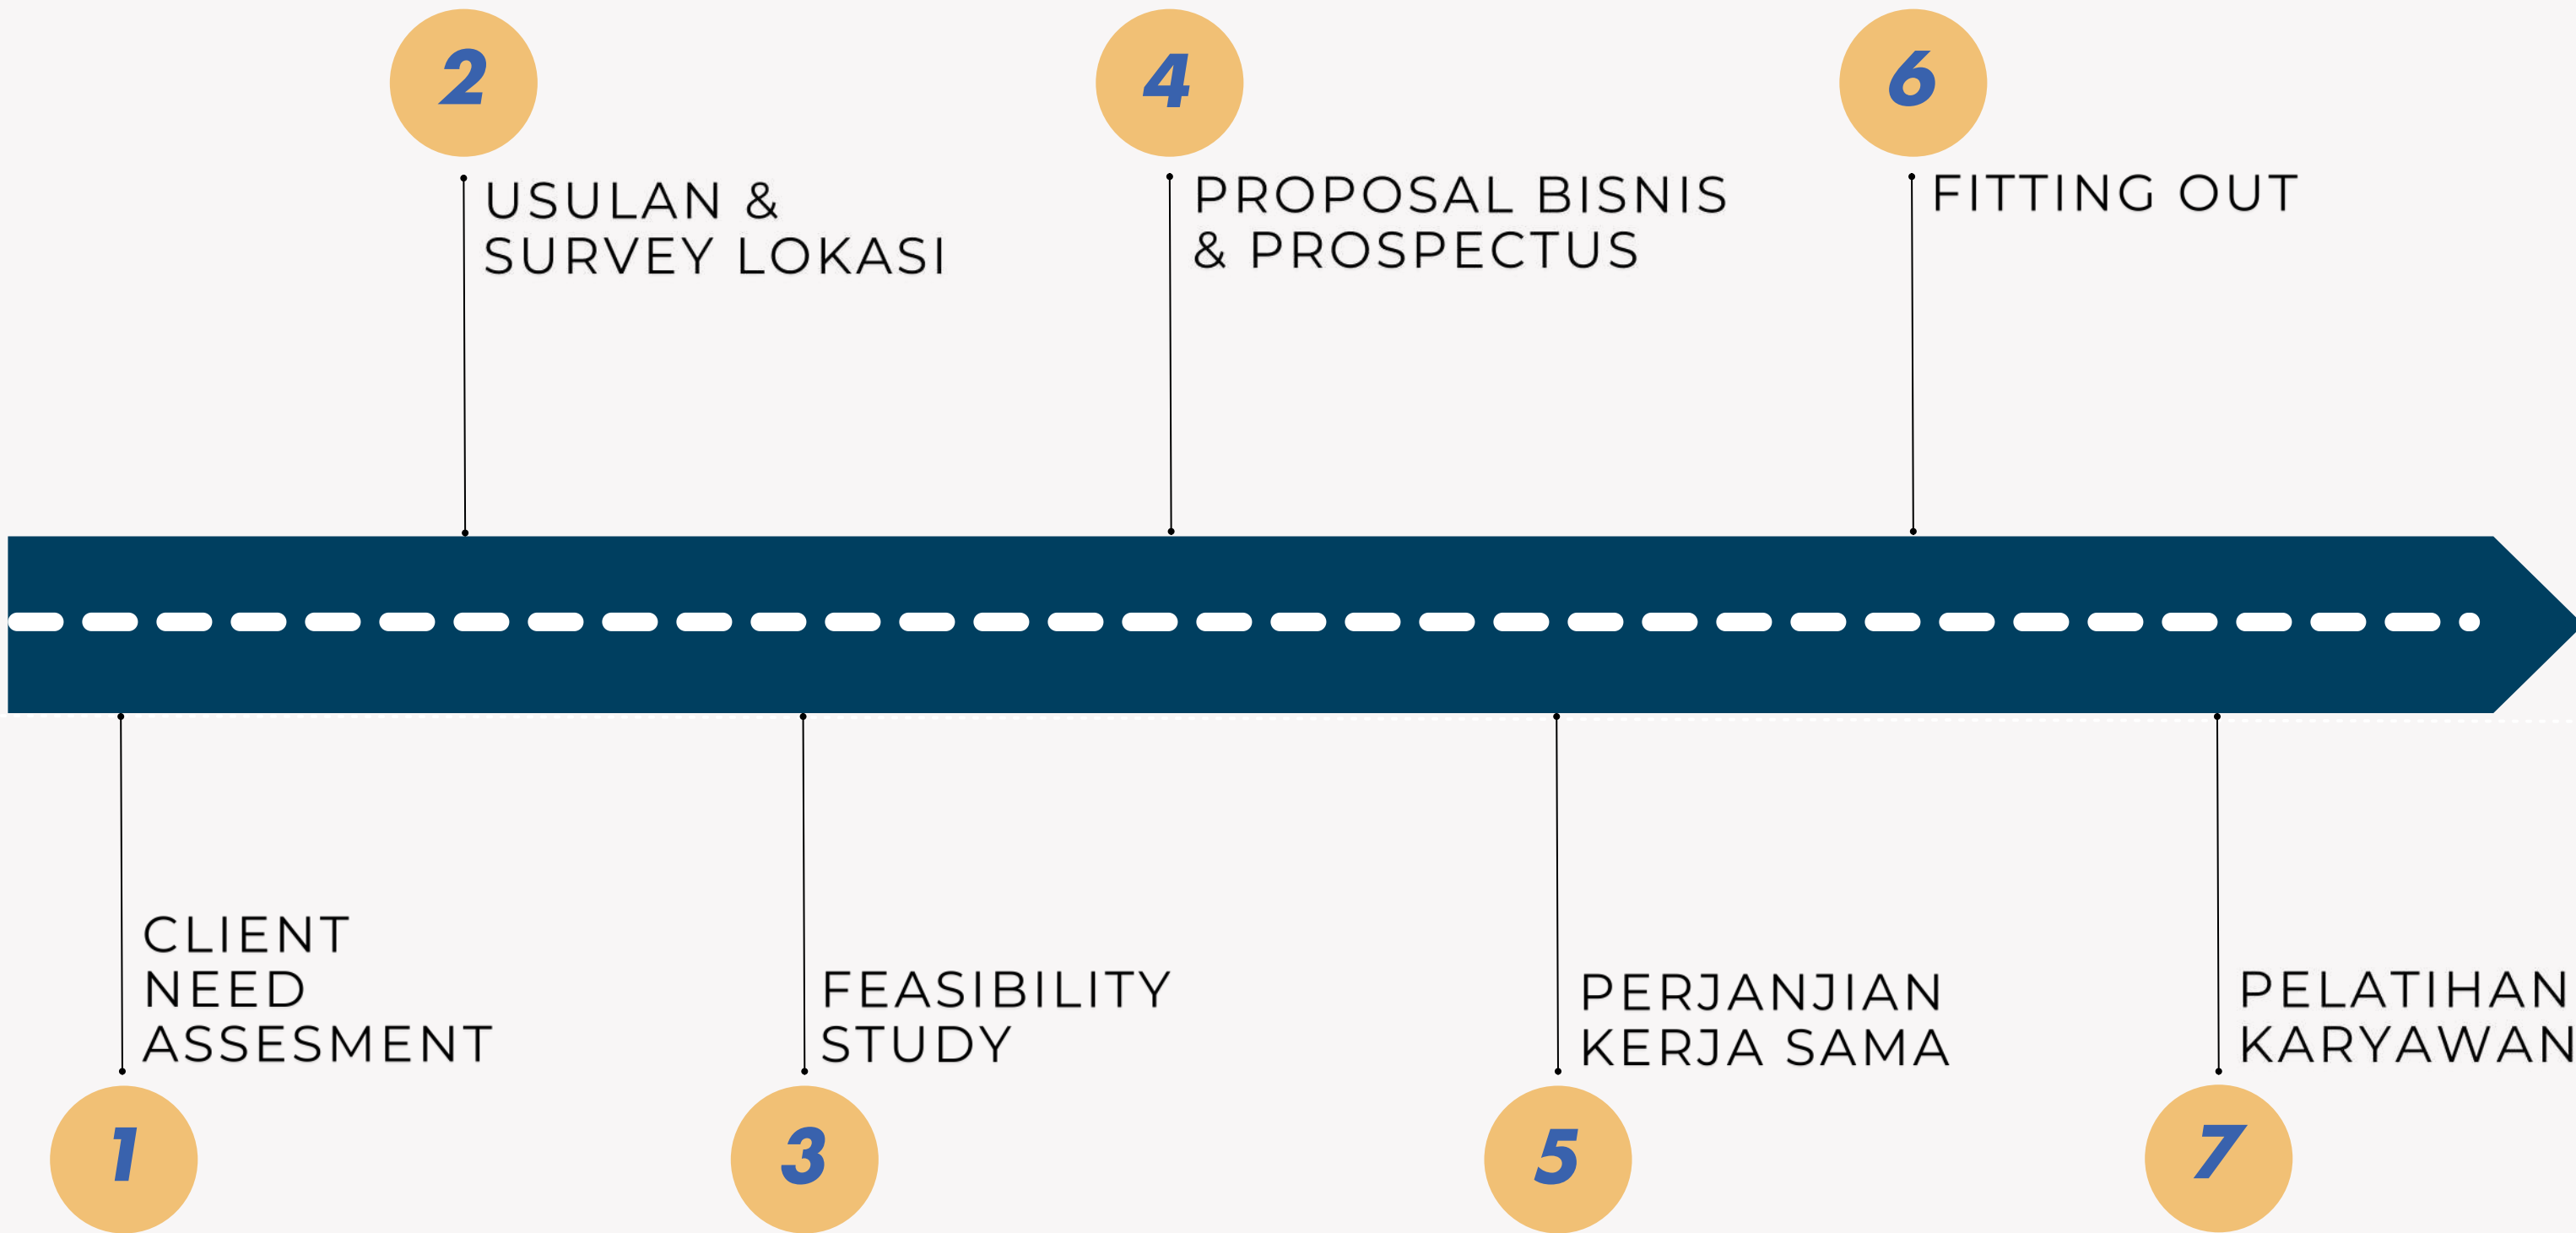 1
CLIENT
NEED
ASSESMENT
2
USULAN &
SURVEY LOKASI
3
FEASIBILITY
STUDY
4
PROPOSAL BISNIS
& PROSPECTUS
5
PERJANJIAN
KERJA SAMA
6
FITTING OUT
7
PELATIHAN
KARYAWAN